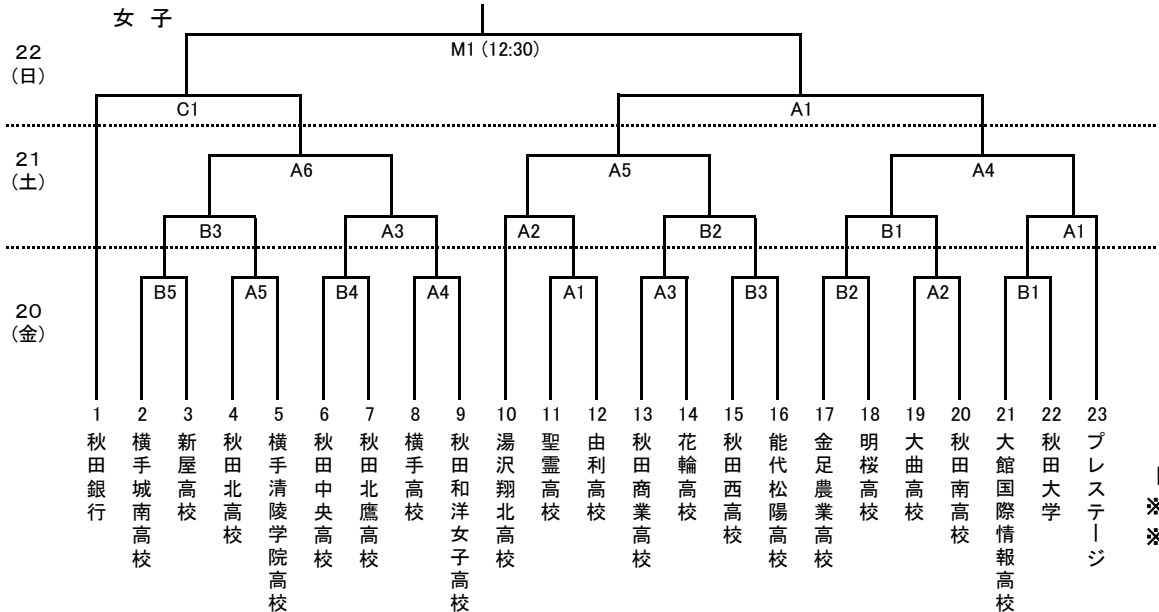 女 子
22
(日)
M1 (12:30)
C1
A1
21
(土)
A6
A5
A4
B3
A3
A2
B2
B1
A1
20
(金)
B5
A5
B4
A4
A1
A3
B3
B2
A2
B1
1
2
3
4
5
6
7
8
9
10
11
12
13
14
15
16
17
18
19
20
21
22
23
秋田銀行
横手城南高校
新屋高校
秋田北高校
横手清陵学院高校
秋田中央高校
秋田北鷹高校
横手高校
秋田和洋女子高校
湯沢翔北高校
聖霊高校
由利高校
秋田商業高校
花輪高校
秋田西高校
能代松陽高校
金足農業高校
明桜高校
大曲高校
秋田南高校
大館国際情報高校
秋田大学
プレステージ
※
※